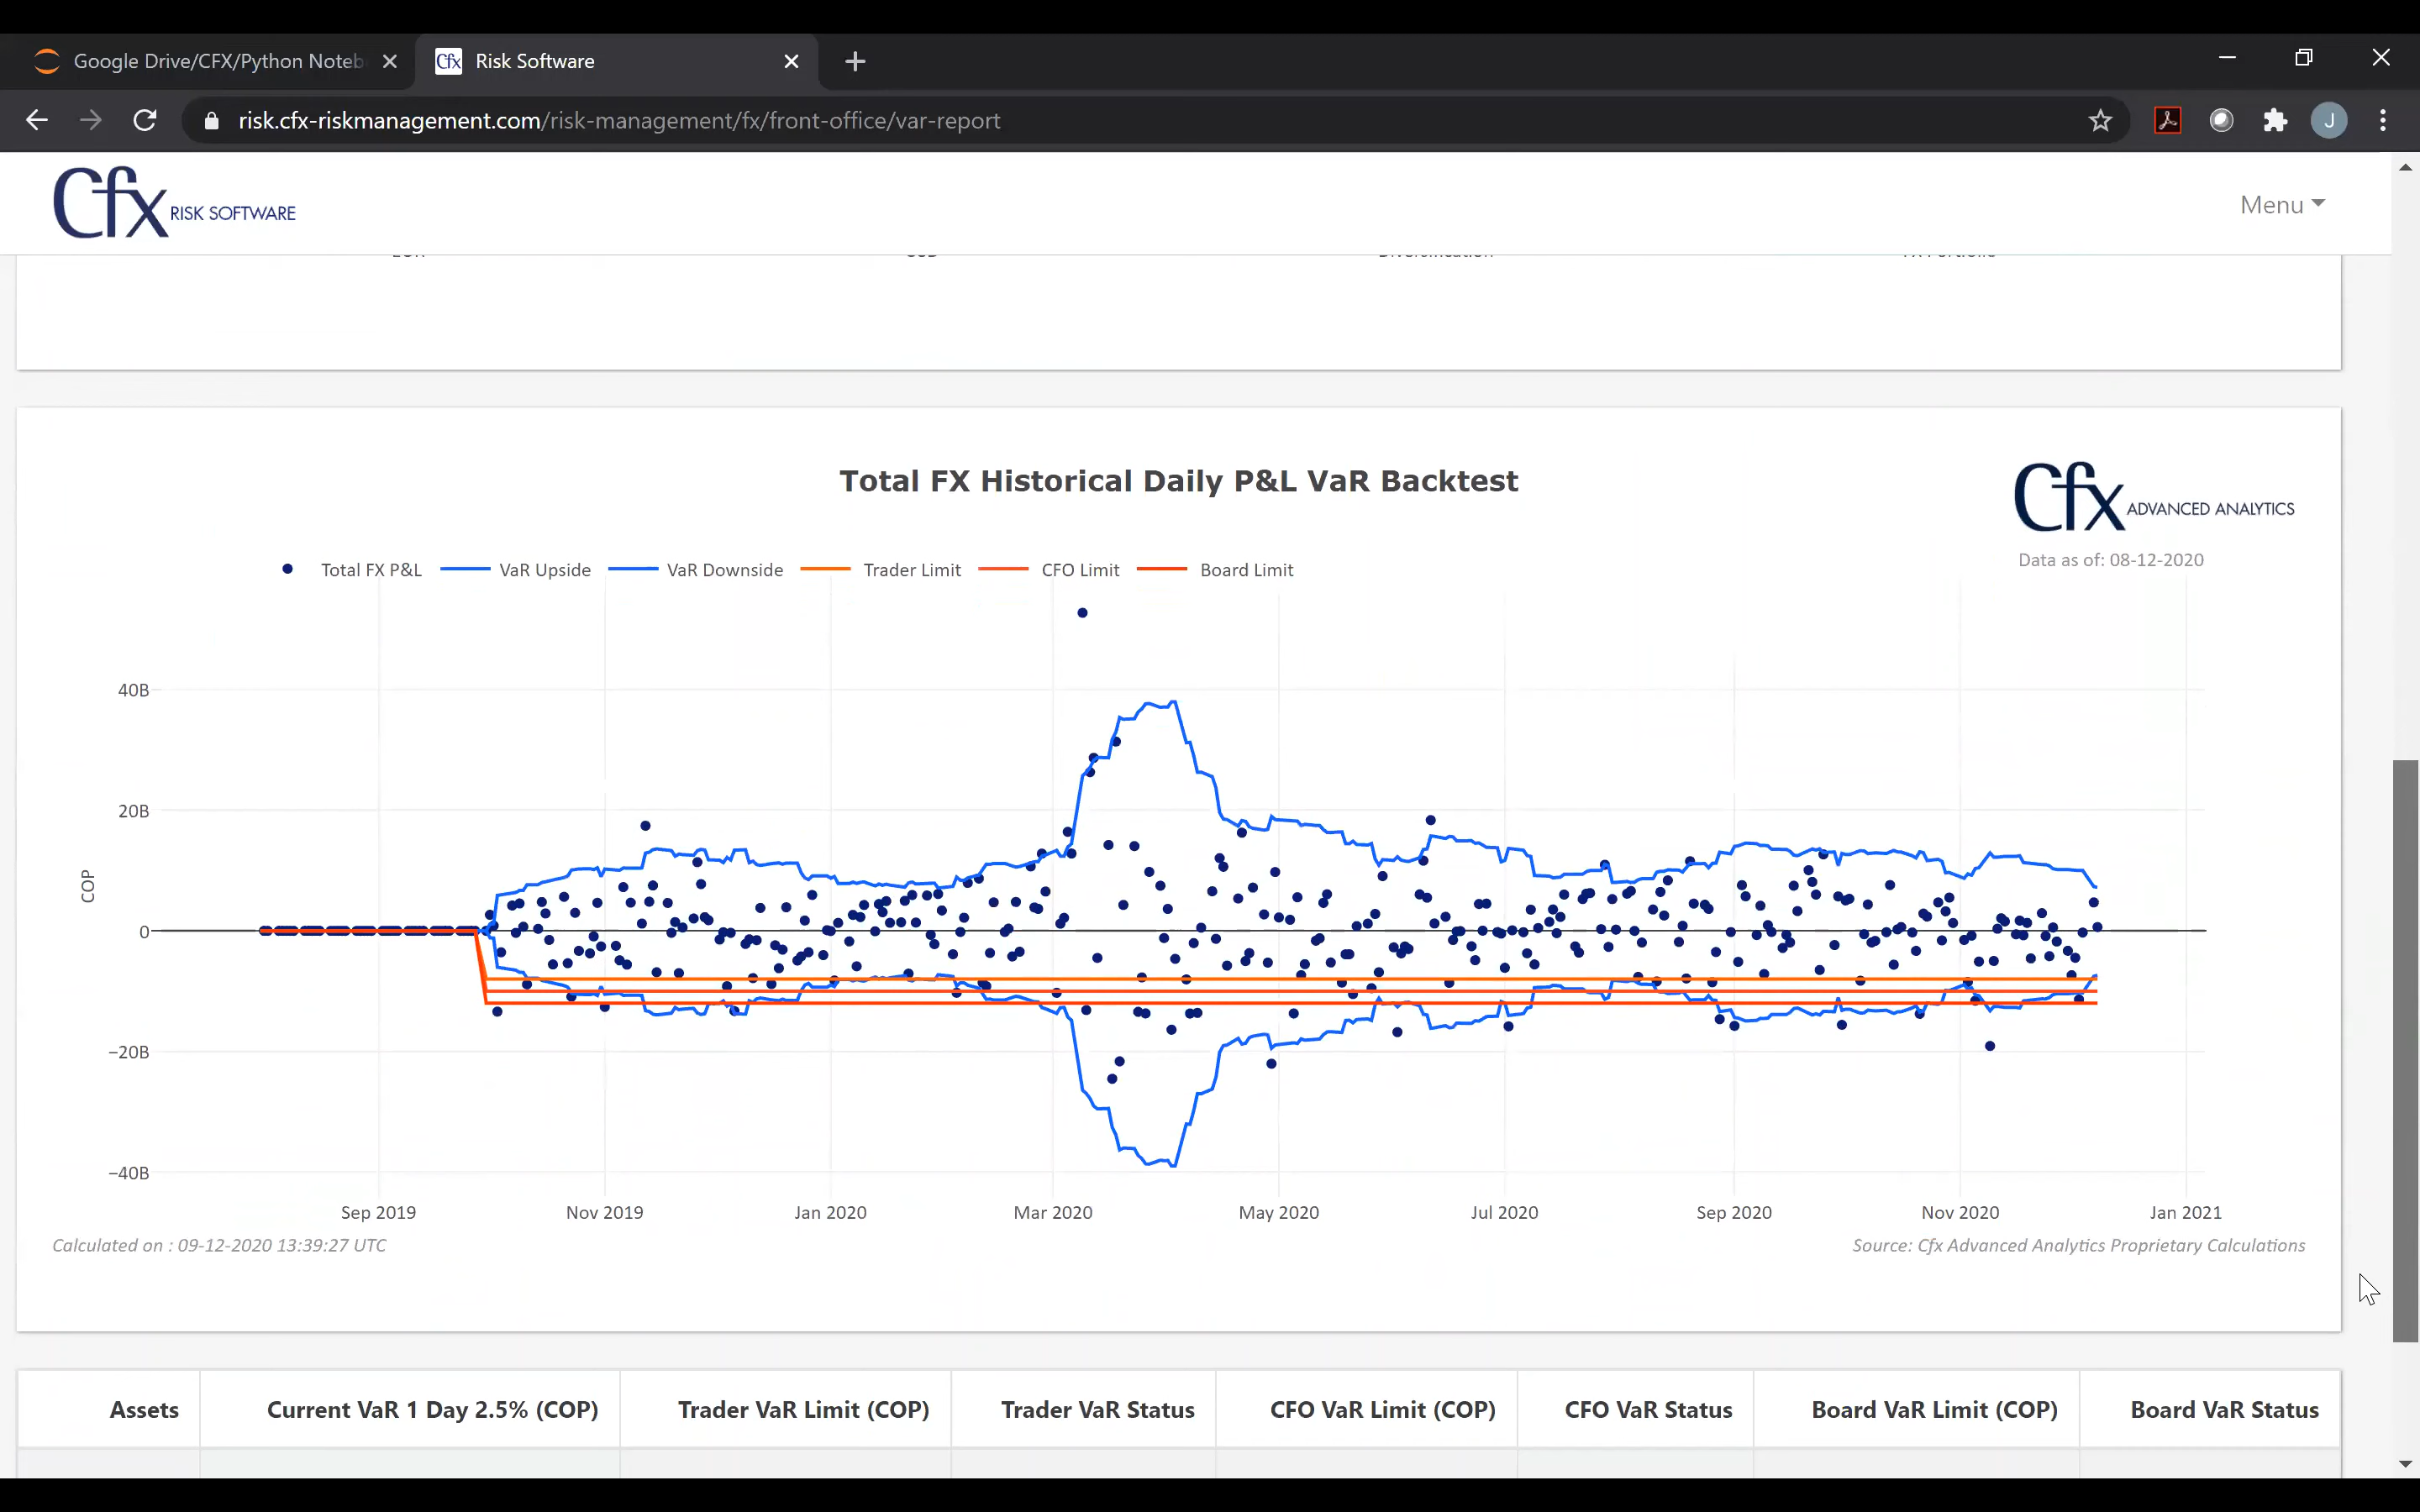 Google Drive/CFX/Python Noteb
Cfx Risk Software
risk.cfx-riskmanagement.com/risk-management/fx/front-office/var-report
J
Cfx RISK SOFTWARE
Menu
Total FX Historical Daily P&L VaR Backtest
Cfx ADVANCED ANALYTICS
Data as of: 08-12-2020
Total FX P&L VaR Upside VaR Downside Trader Limit CFO Limit Board Limit
40B
20B
COP
0
−20B
−40B
Sep 2019 Nov 2019 Jan 2020 Mar 2020 May 2020 Jul 2020 Sep 2020 Nov 2020 Jan 2021
Calculated on : 09-12-2020 13:39:27 UTC
Source: Cfx Advanced Analytics Proprietary Calculations
Assets Current VaR 1 Day 2.5% (COP) Trader VaR Limit (COP) Trader VaR Status CFO VaR Limit (COP) CFO VaR Status Board VaR Limit (COP) Board VaR Status